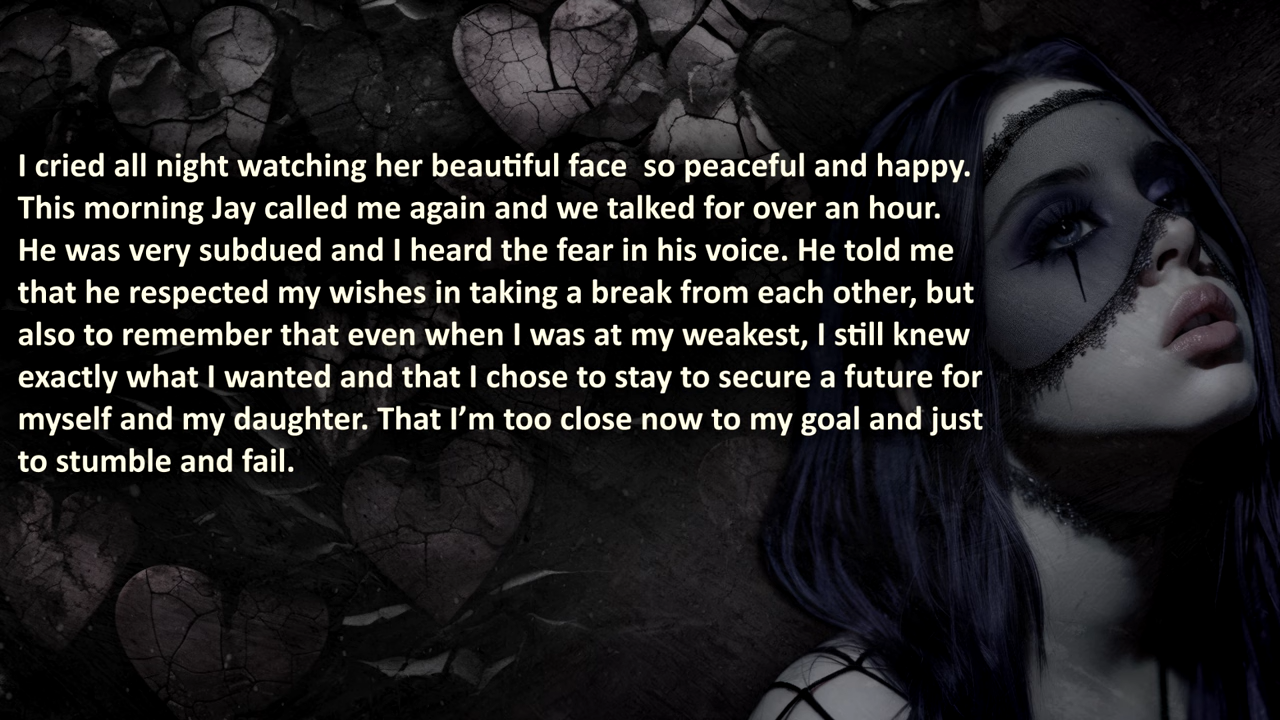 I cried all night watching her beautiful face  so peaceful and happy.
This morning Jay called me again and we talked for over an hour.
He was very subdued and I heard the fear in his voice. He told me
that he respected my wishes in taking a break from each other, but
also to remember that even when I was at my weakest, I still knew
exactly what I wanted and that I chose to stay to secure a future for
myself and my daughter. That I’m too close now to my goal and just
to stumble and fail.